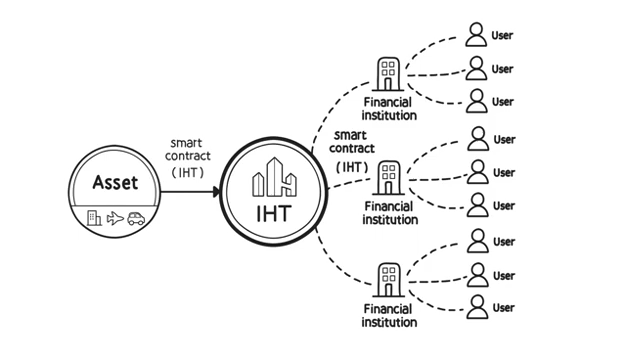 Asset
smart
contract
(IHT)
IHT
smart
contract
(IHT)
Financial
institution
User
User
User
Financial
institution
User
User
User
Financial
institution
User
User
User